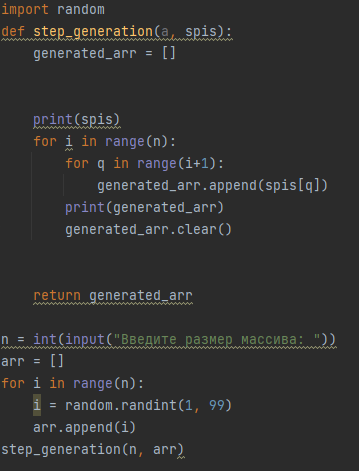 import random
def step_generation(a, spis):
    generated_arr = []
    print(spis)
    for i in range(n):
        for q in range(i+1):
            generated_arr.append(spis[q])
        print(generated_arr)
        generated_arr.clear()
    return generated_arr
n = int(input("Введите размер массива: "))
arr = []
for i in range(n):
    i = random.randint(1, 99)
    arr.append(i)
step_generation(n, arr)